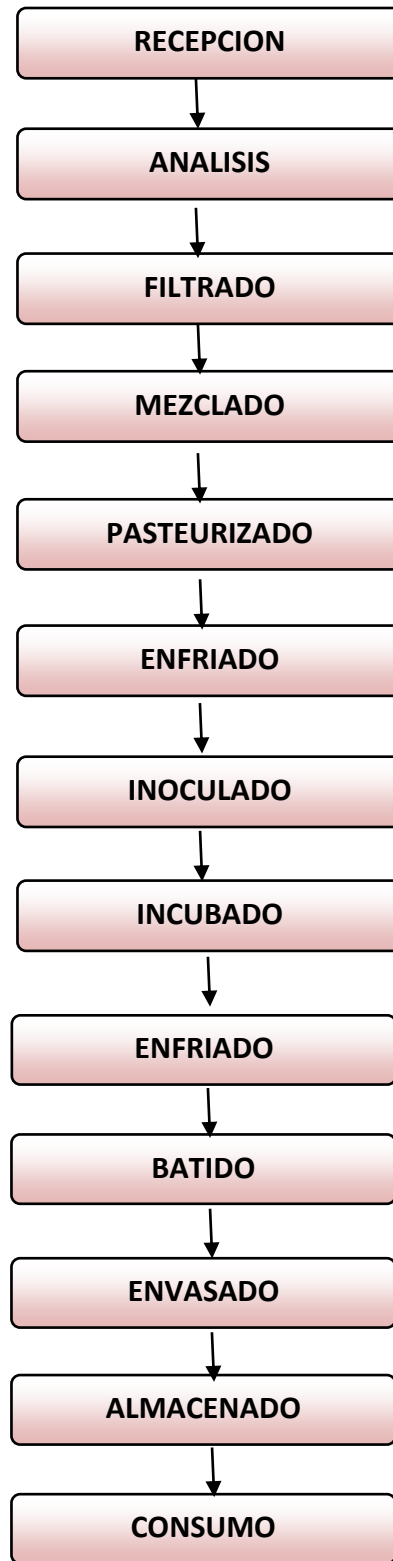 RECEPCION
ANALISIS
FILTRADO
MEZCLADO
PASTEURIZADO
ENFRIADO
INOCULADO
INCUBADO
ENFRIADO
BATIDO
ENVASADO
ALMACENADO
CONSUMO